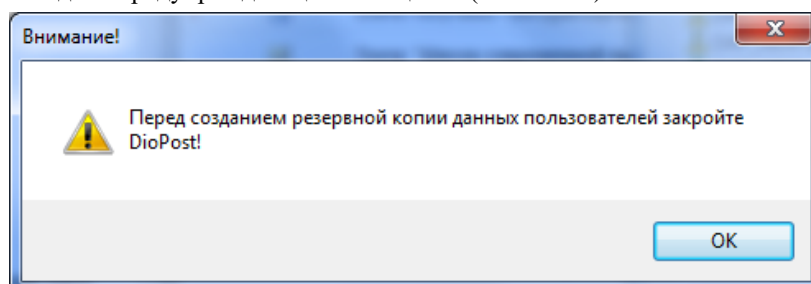 Внимание!
Перед созданием резервной копии данных пользователей закройте
DioPost!
OK